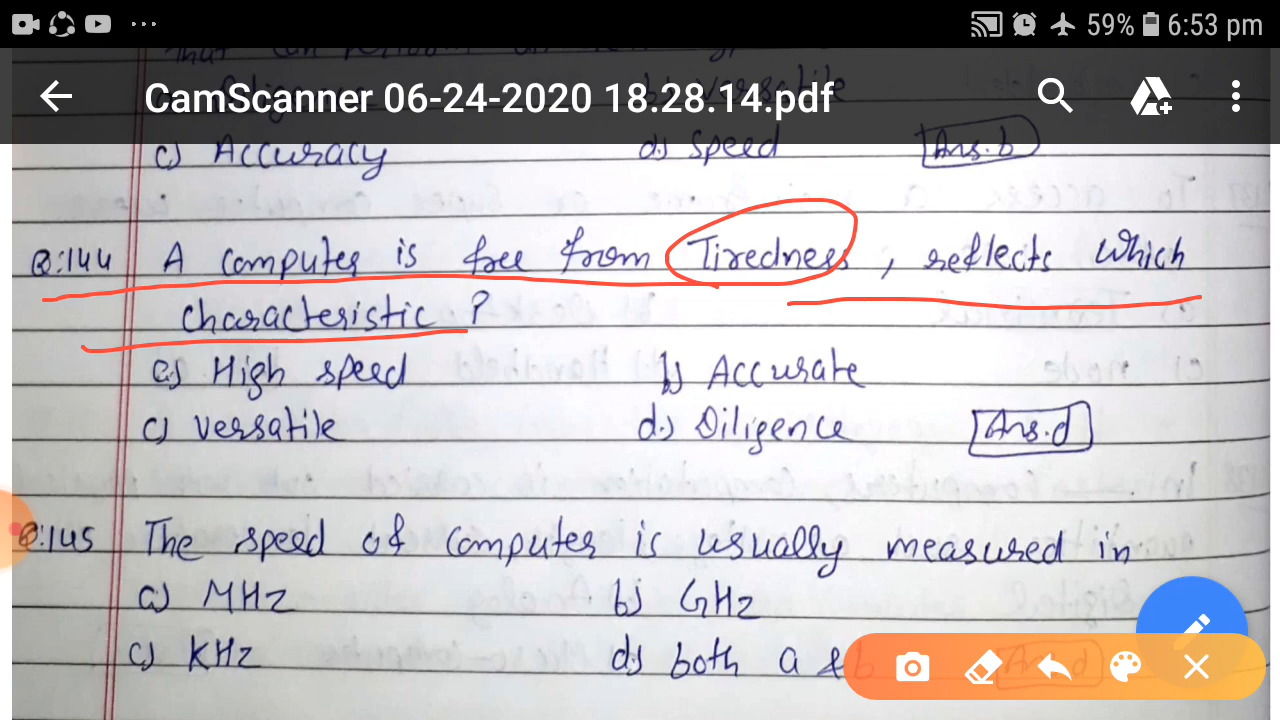 59% 6:53 pm
CamScanner 06-24-2020 18.28.14.pdf
versatile
c) Accuracy d.) Speed Ans.b
Q:144 A computer is free from Tiredness, reflects which
characteristic ?
a) High speed b) Accurate
c) versatile d.) Diligence Ans.d
Q:145 The speed of computer is usually measured in
a) MHz b) GHz
c) KHz d.) both a & b Ans.d